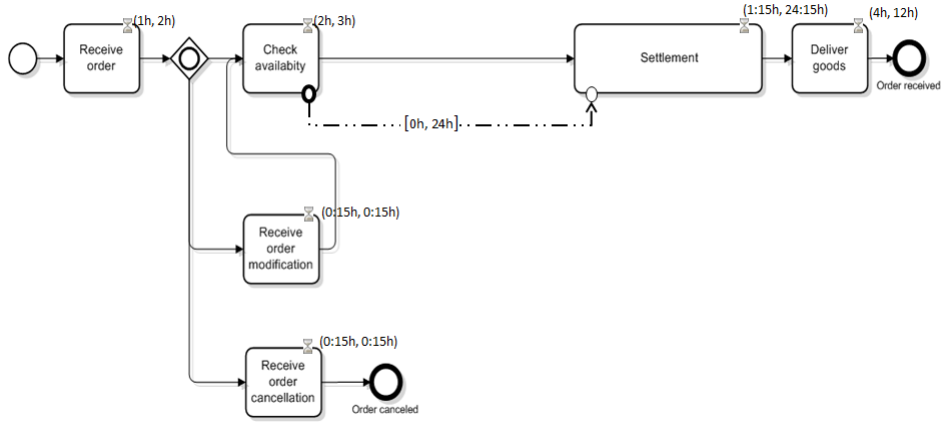 (1h, 2h)
Receive
order
(2h, 3h)
Check
availabity
(1:15h, 24:15h)
Settlement
(4h, 12h)
Deliver
goods
Order received
[0h, 24h]
(0:15h, 0:15h)
Receive
order
modification
(0:15h, 0:15h)
Receive
order
cancellation
Order canceled